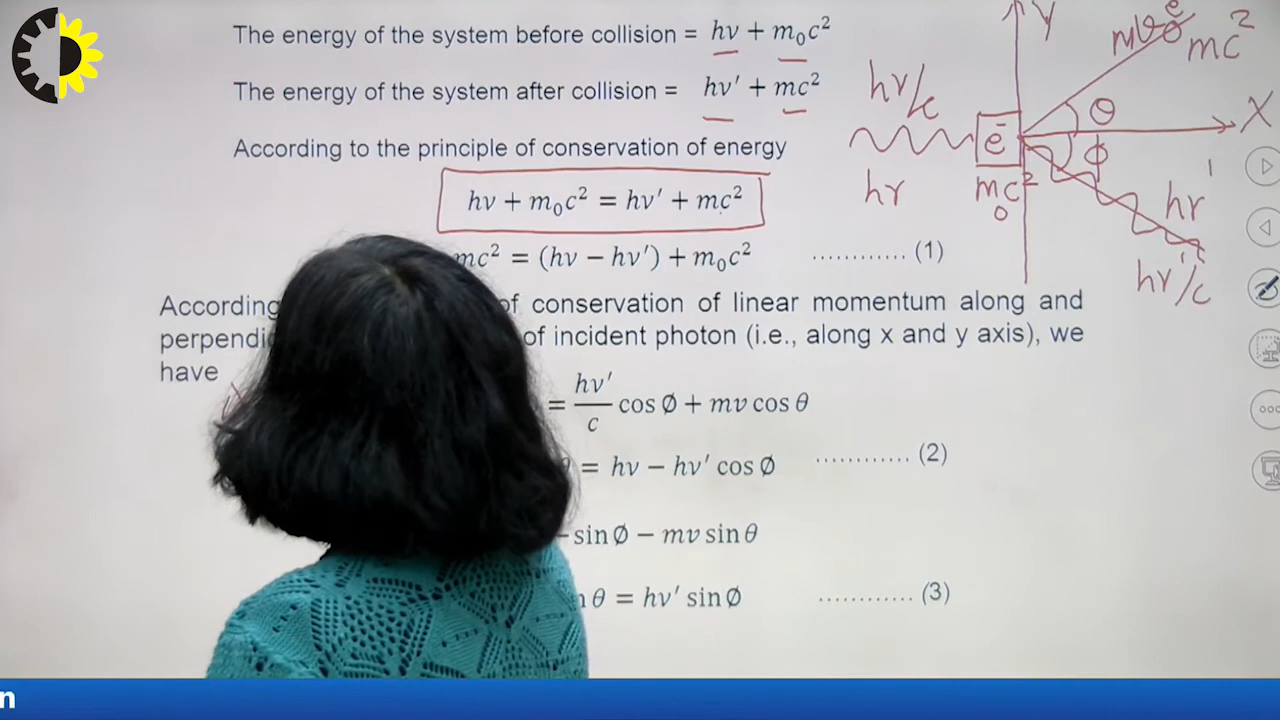 The energy of the system before collision = hν + m₀c²
The energy of the system after collision = hν′ + mc²
According to the principle of conservation of energy
hν + m₀c² = hν′ + mc²
mc² = (hν − hν′) + m₀c² ............ (1)
According of conservation of linear momentum along and
of incident photon (i.e., along x and y axis), we
have
= hν′/c cos Ø + mv cos θ
= hν − hν′ cos Ø ............ (2)
sin Ø − mv sin θ
θ = hν′ sin Ø ............ (3)
Y
e
mv
mc²
hν/c
θ
X
e⁻
ϕ
hν
m₀c²
hν′
hν′/c